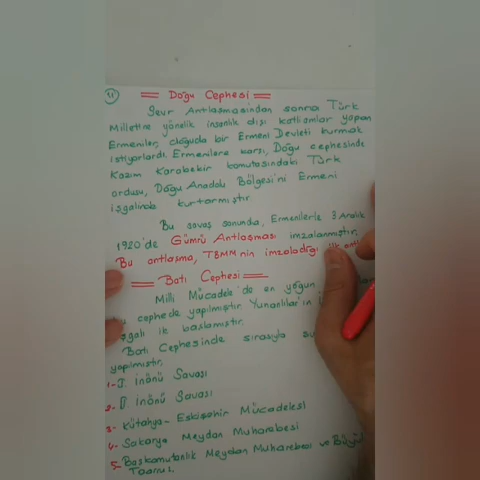 11
Doğu Cephesi
Sevr Antlaşmasından sonra Türk
Milletine yönelik insanlık dışı katliamlar yapan
Ermeniler, doğuda bir Ermeni Devleti kurmak
istiyorlardı. Ermenilere karşı, Doğu cephesinde
Kazım Karabekir komutasındaki Türk
ordusu, Doğu Anadolu Bölgesi'ni Ermeni
işgalinden kurtarmıştır
Bu savaş sonunda, Ermenilerle 3 Aralık
1920'de Gümrü Antlaşması imzalanmıştır.
Bu antlaşma, TBMM'nin imzaladığı ilk
Batı Cephesi
Milli Mücadele'de en yoğun
cephede yapılmıştır. Yunanlılar'ın
ilk başlamıştır.
Batı Cephesinde sırasıyla
yapılmıştır.
1- I. İnönü Savaşı
2- II İnönü Savaşı
3- Kütahya - Eskişehir Mücadelesi
4- Sakarya Meydan Muharebesi
5- Başkomutanlık Meydan Muharebesi ve Büyük